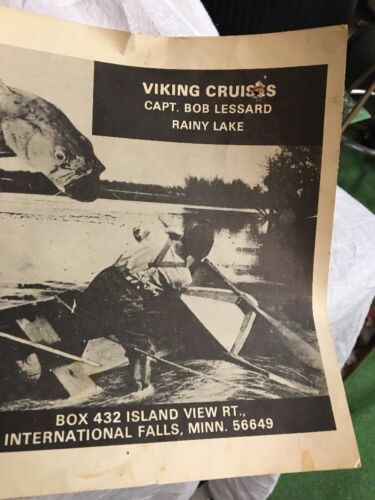 VIKING CRUISES
CAPT. BOB LESSARD
RAINY LAKE
BOX 432 ISLAND VIEW RT.,
INTERNATIONAL FALLS, MINN. 56649